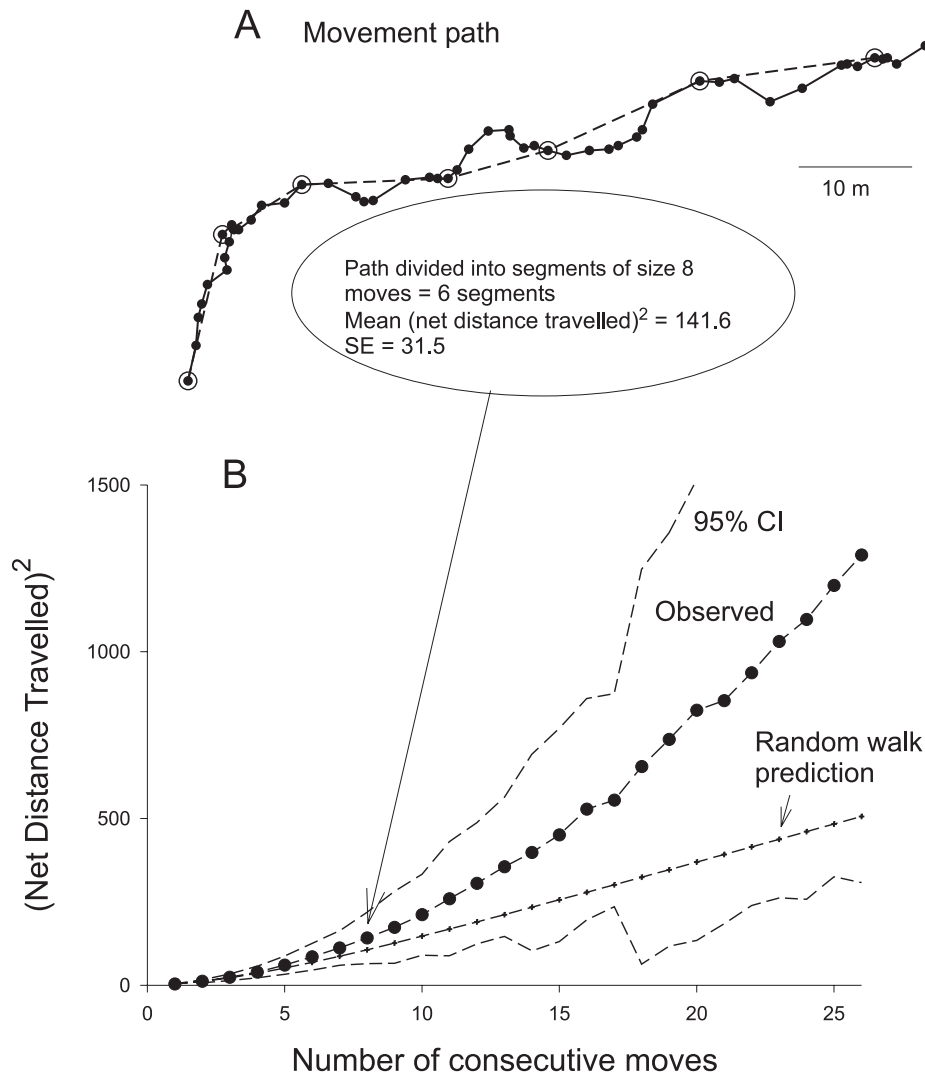 A Movement path
10 m
Path divided into segments of size 8
moves = 6 segments
Mean (net distance travelled)² = 141.6
SE = 31.5
B
1500
1000
500
0
(Net Distance Travelled)²
95% CI
Observed
Random walk
prediction
0 5 10 15 20 25
Number of consecutive moves